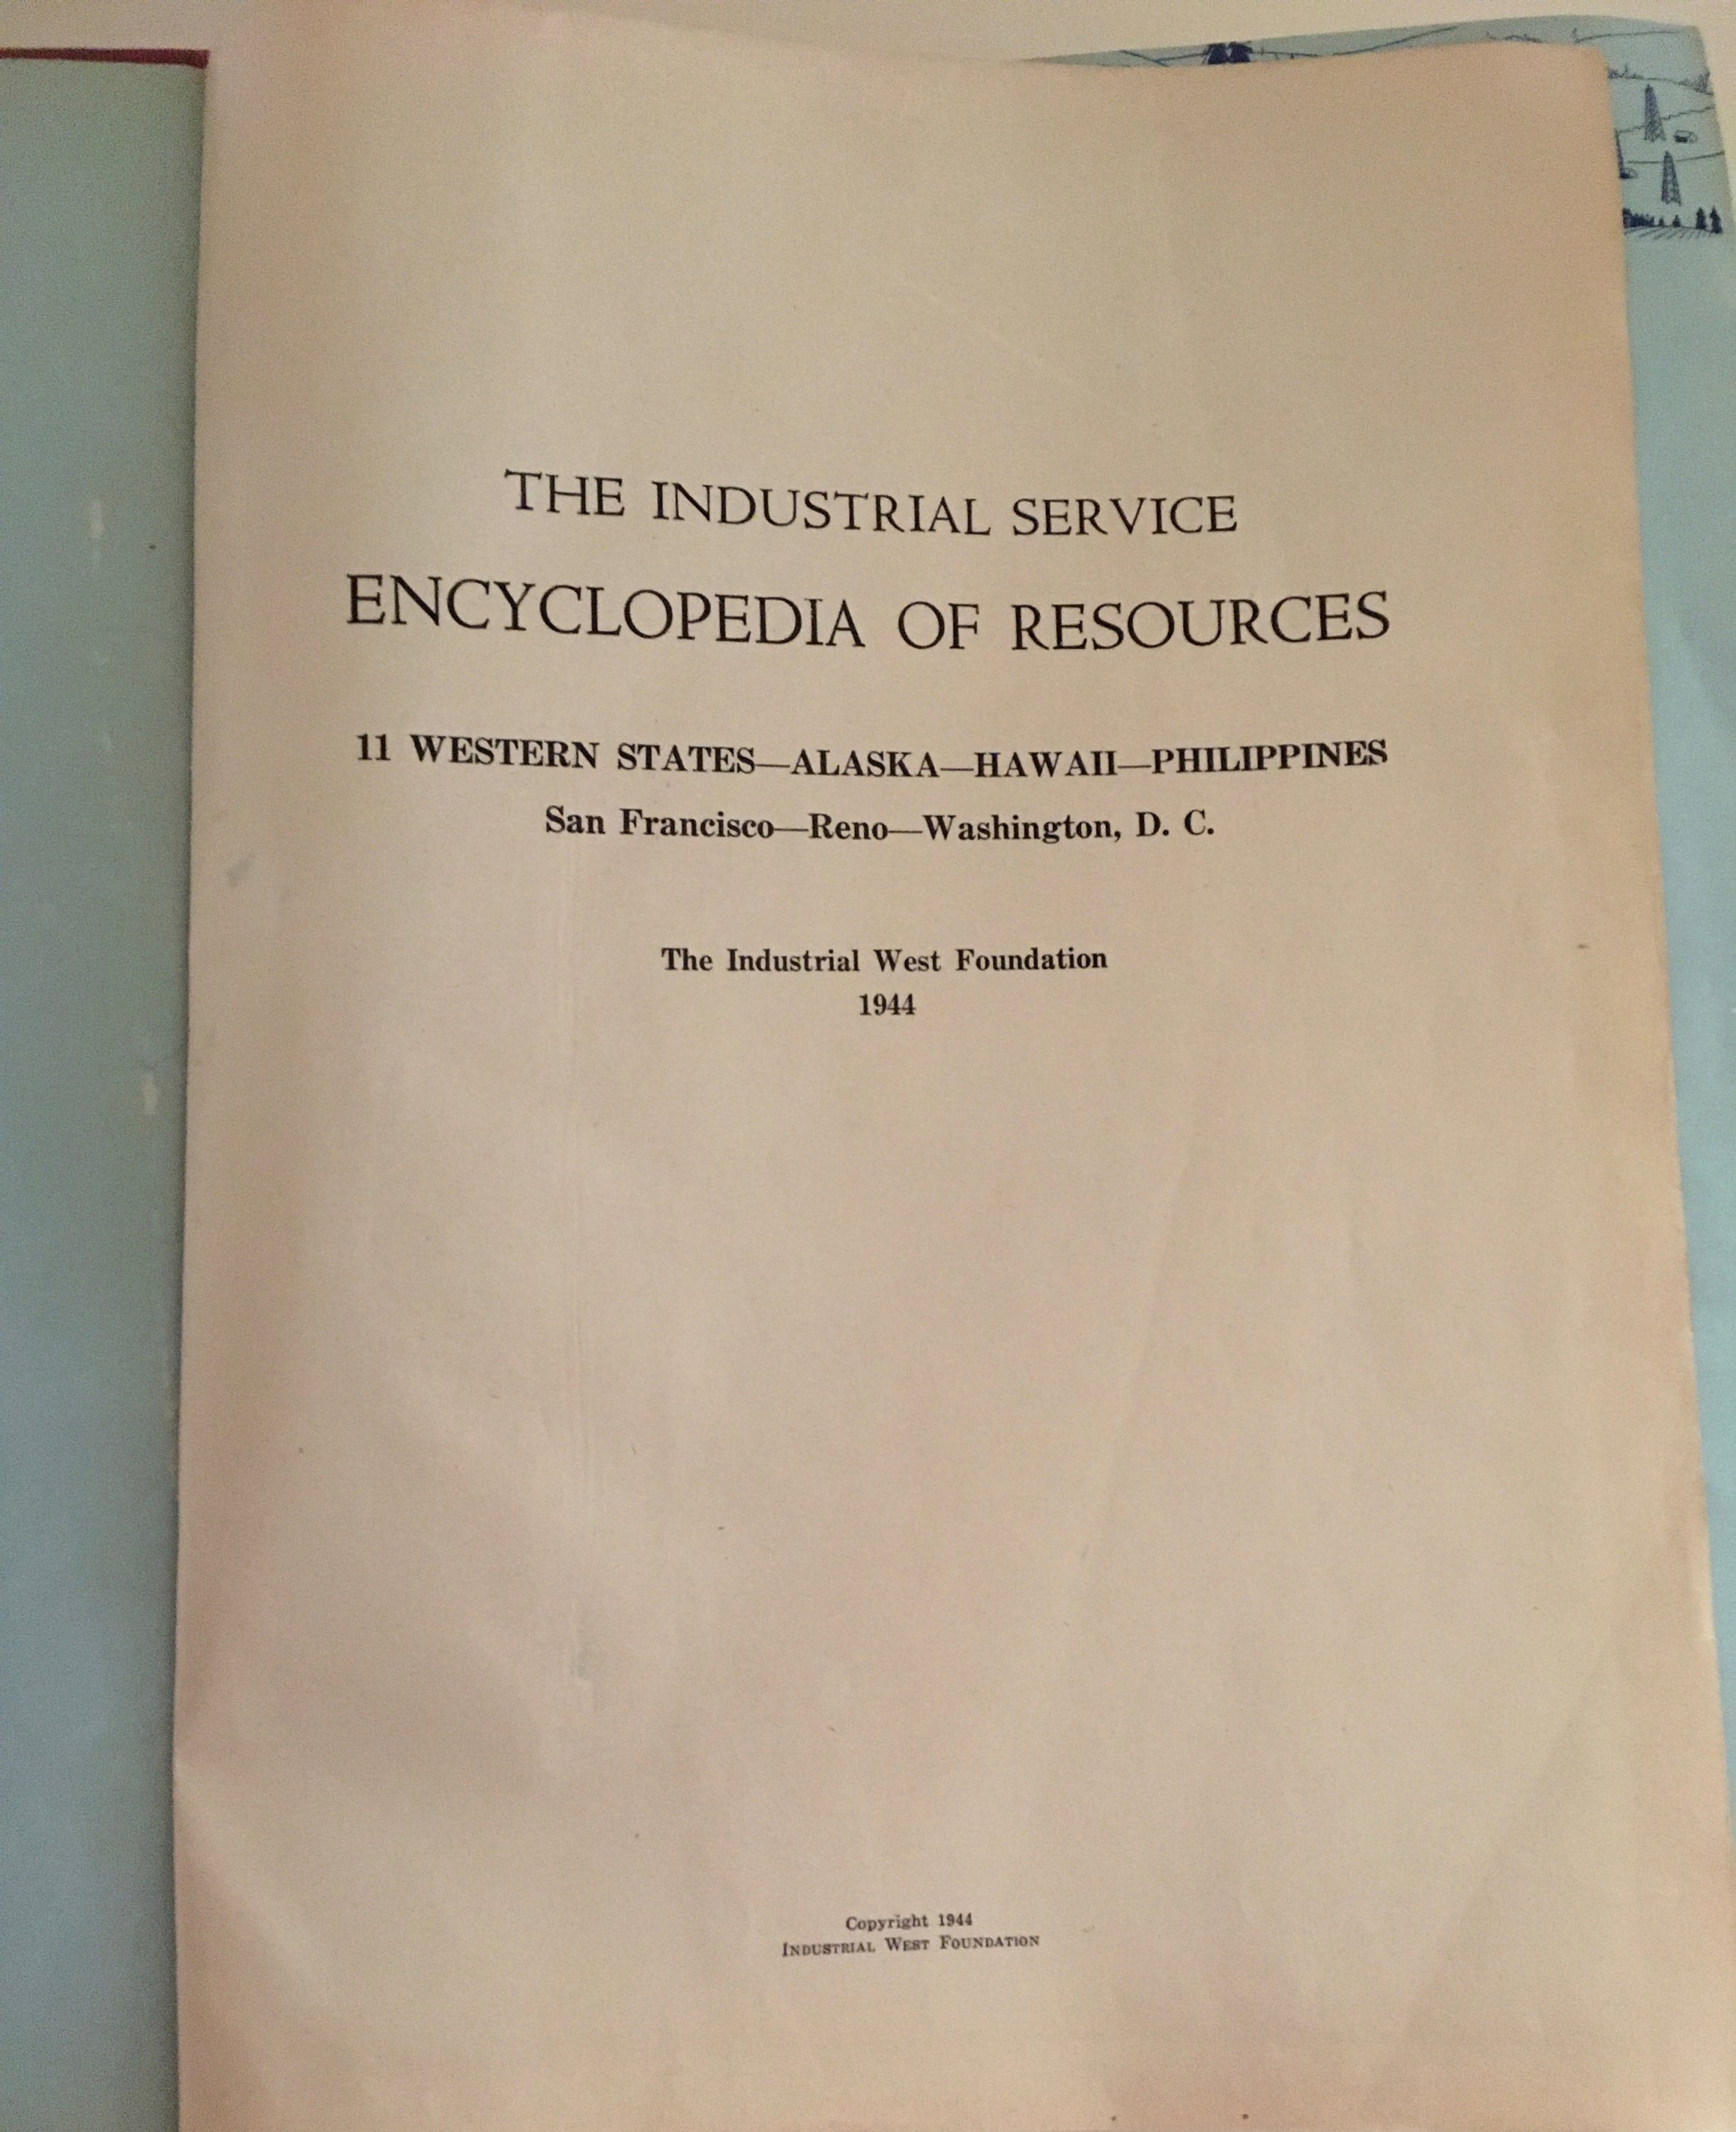 THE INDUSTRIAL SERVICE
ENCYCLOPEDIA OF RESOURCES
11 WESTERN STATES—ALASKA—HAWAII—PHILIPPINES
San Francisco—Reno—Washington, D. C.
The Industrial West Foundation
1944
Copyright 1944
INDUSTRIAL WEST FOUNDATION